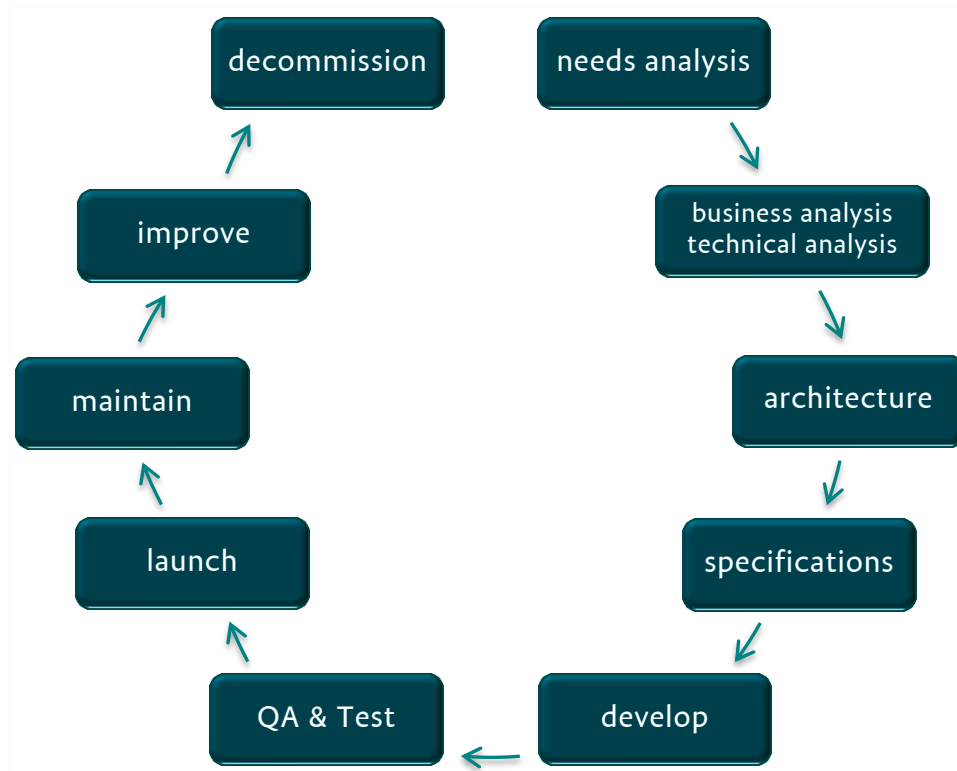 decommission
needs analysis
business analysis
technical analysis
architecture
specifications
develop
QA & Test
launch
maintain
improve